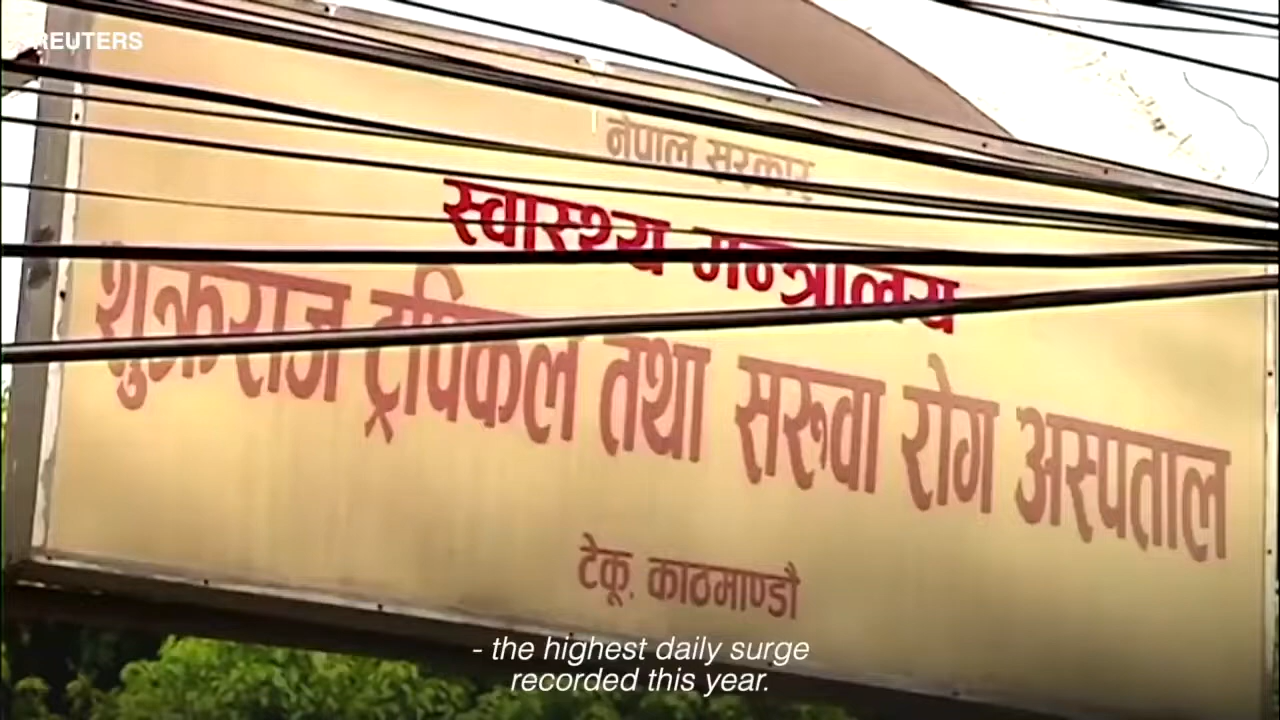 REUTERS
नेपाल सरकार
स्वास्थ्य मन्त्रालय
शुक्रराज ट्रपिकल तथा सरूवा रोग अस्पताल
टेकू, काठमाण्डौ
- the highest daily surge
recorded this year.